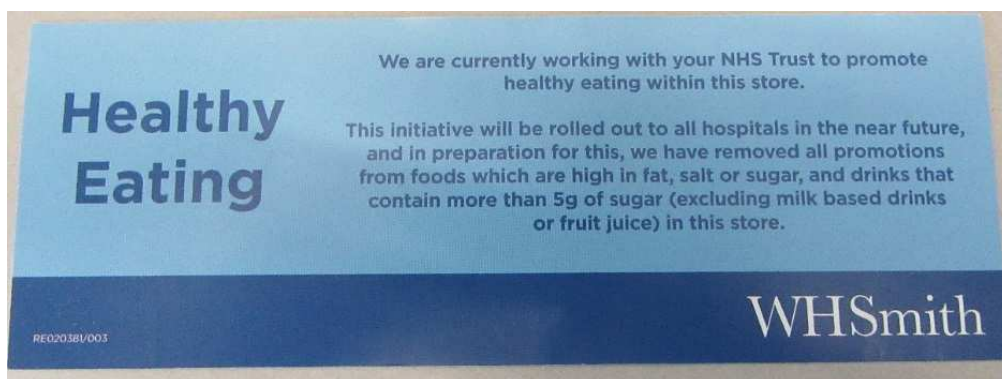 Healthy
Eating
We are currently working with your NHS Trust to promote
healthy eating within this store.
This initiative will be rolled out to all hospitals in the near future,
and in preparation for this, we have removed all promotions
from foods which are high in fat, salt or sugar, and drinks that
contain more than 5g of sugar (excluding milk based drinks
or fruit juice) in this store.
RE020381/003
WHSmith